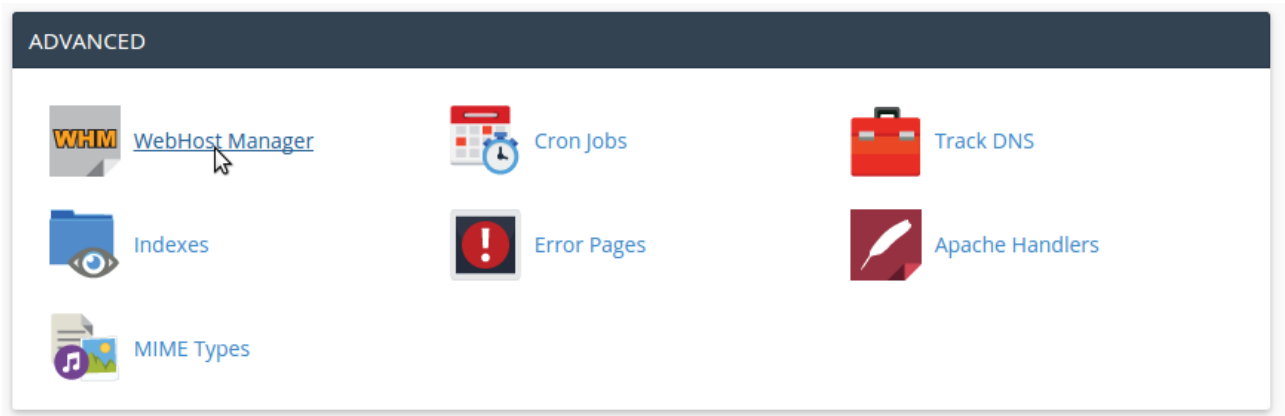 ADVANCED
WHM WebHost Manager
Cron Jobs
Track DNS
Indexes
Error Pages
Apache Handlers
MIME Types